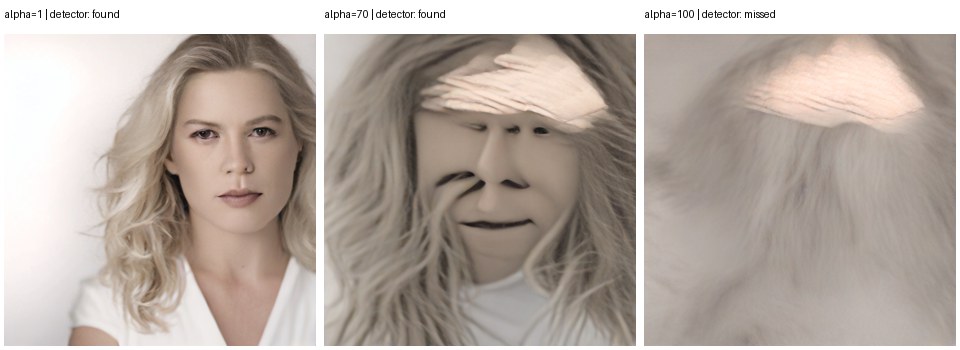 alpha=1 | detector: found
alpha=70 | detector: found
alpha=100 | detector: missed